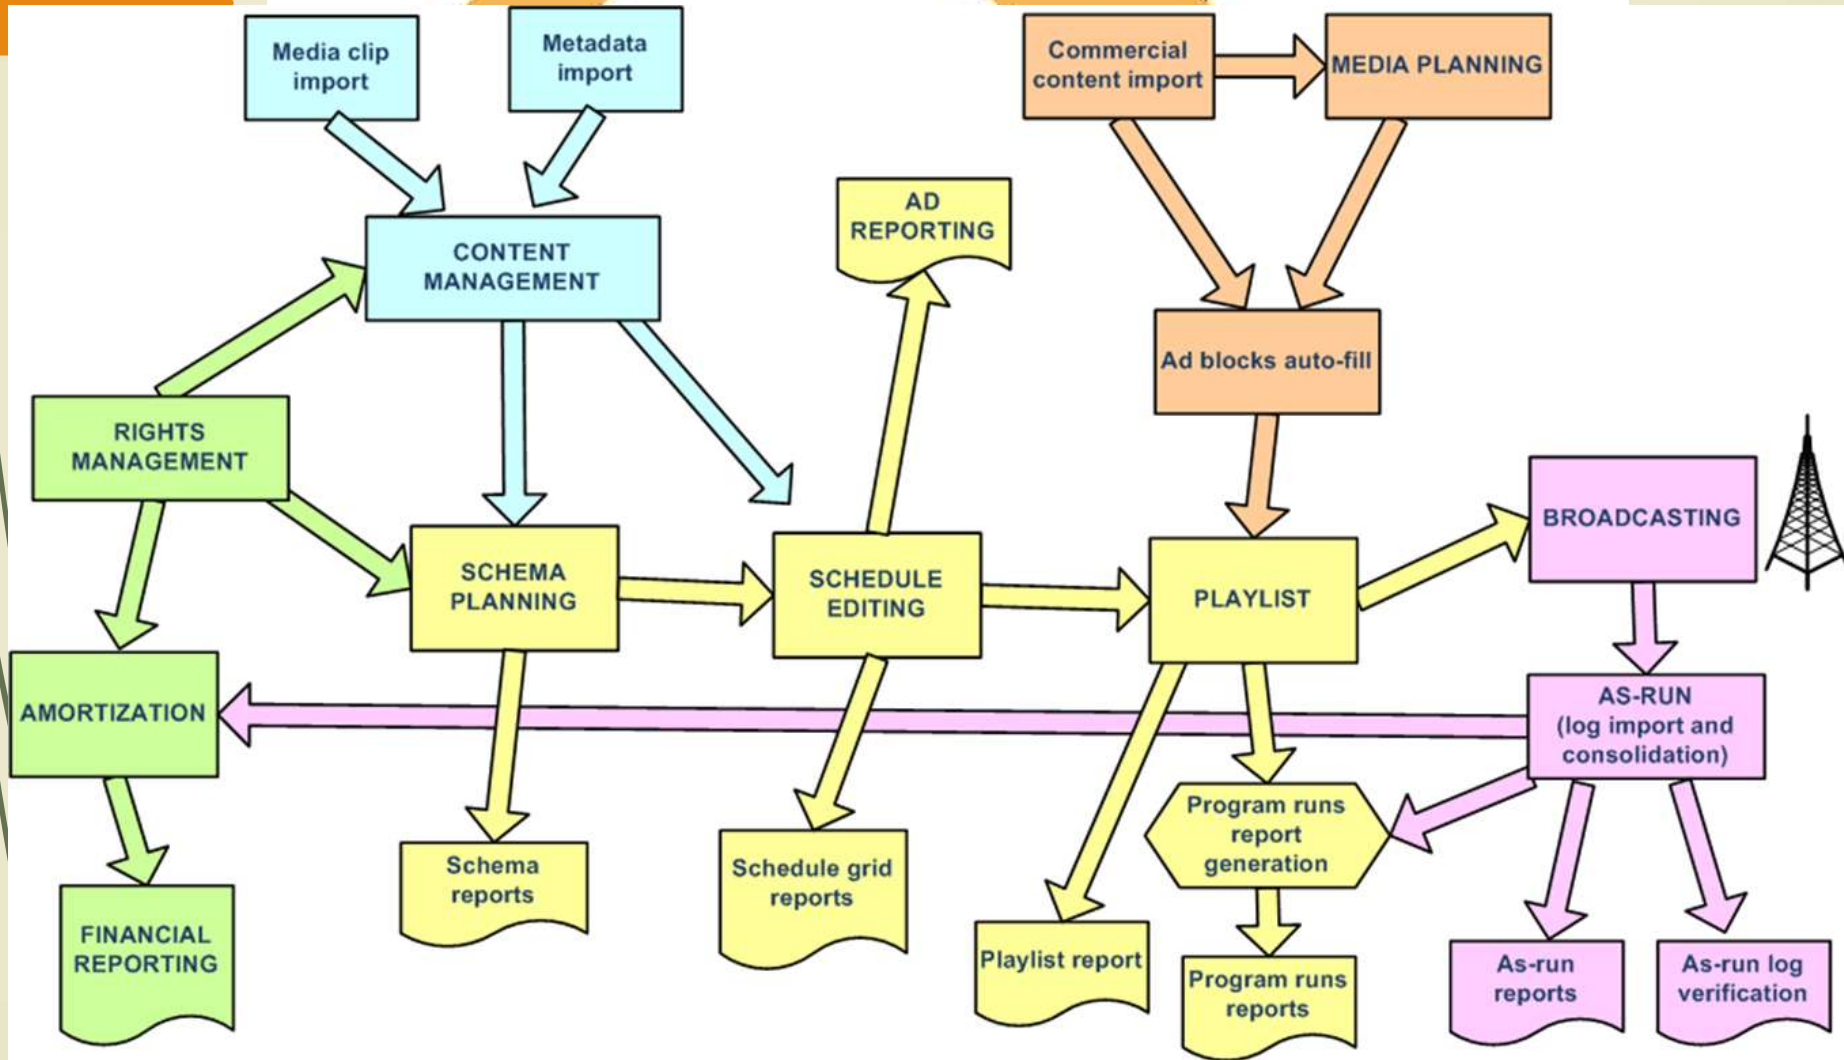 Media clip
import
Metadata
import
Commercial
content import
MEDIA PLANNING
AD
REPORTING
CONTENT
MANAGEMENT
Ad blocks auto-fill
RIGHTS
MANAGEMENT
BROADCASTING
SCHEMA
PLANNING
SCHEDULE
EDITING
PLAYLIST
AMORTIZATION
AS-RUN
(log import and
consolidation)
Program runs
report
generation
Schema
reports
Schedule grid
reports
FINANCIAL
REPORTING
Playlist report
Program runs
reports
As-run
reports
As-run log
verification